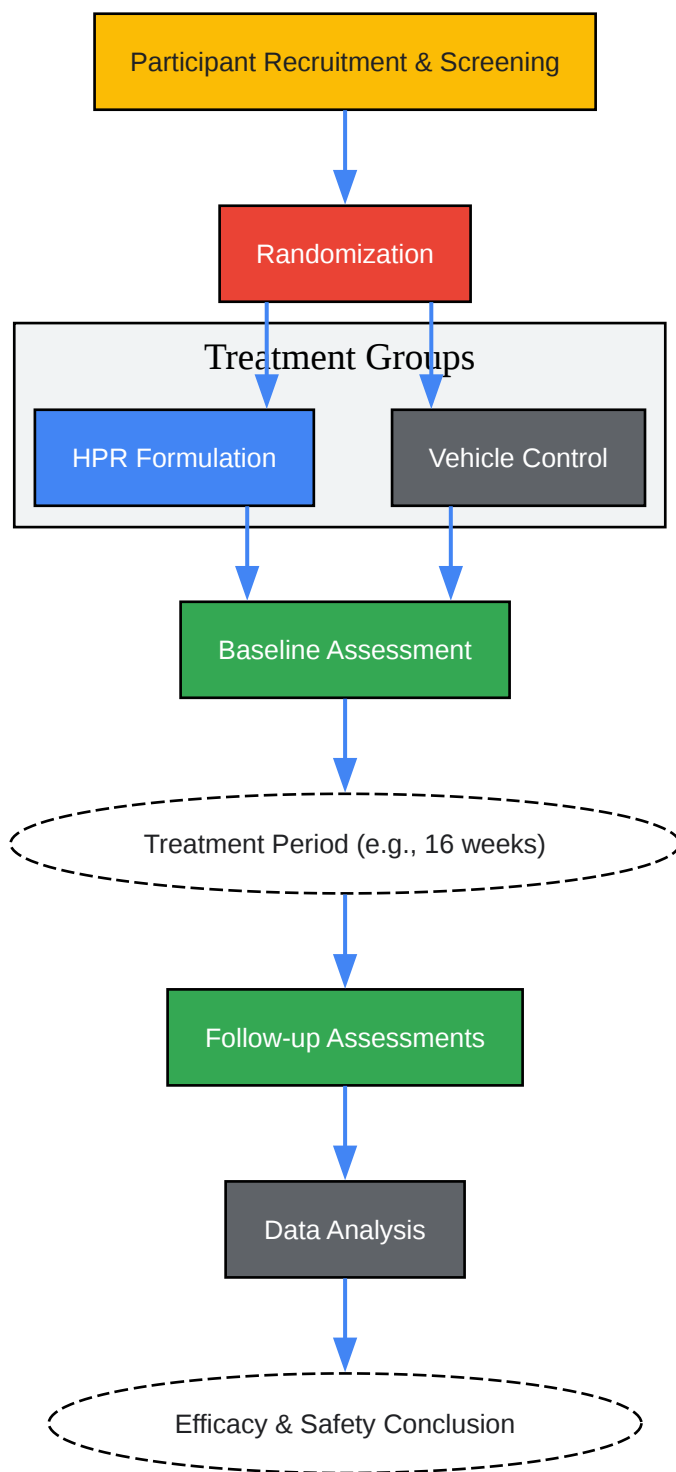 Participant Recruitment & Screening
Randomization
Treatment Groups
HPR Formulation
Vehicle Control
Baseline Assessment
Treatment Period (e.g., 16 weeks)
Follow-up Assessments
Data Analysis
Efficacy & Safety Conclusion